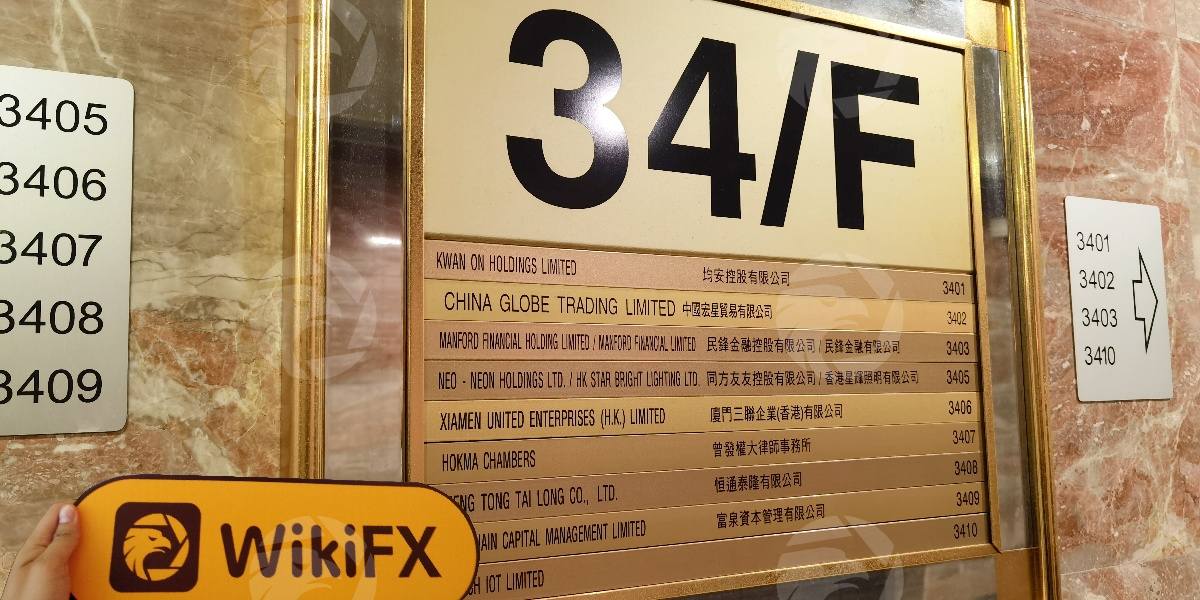 3405
3406
3407
3408
3409
34/F
KWAN ON HOLDINGS LIMITED 均安控股有限公司 3401
CHINA GLOBE TRADING LIMITED 中國宏星貿易有限公司 3402
MANFORD FINANCIAL HOLDING LIMITED / MANFORD FINANCIAL LIMITED 民鋒金融控股有限公司 / 民鋒金融有限公司 3403
NEO - NEON HOLDINGS LTD. / HK STAR BRIGHT LIGHTING LTD. 同方友友控股有限公司 / 香港星輝照明有限公司 3405
XIAMEN UNITED ENTERPRISES (H.K.) LIMITED 廈門三聯企業(香港)有限公司 3406
HOKMA CHAMBERS 曾發權大律師事務所 3407
TONG TAI LONG CO., LTD. 恒通泰隆有限公司 3408
CAPITAL MANAGEMENT LIMITED 富泉資本管理有限公司 3409
IOT LIMITED 3410
3401
3402
3403
3410
WikiFX